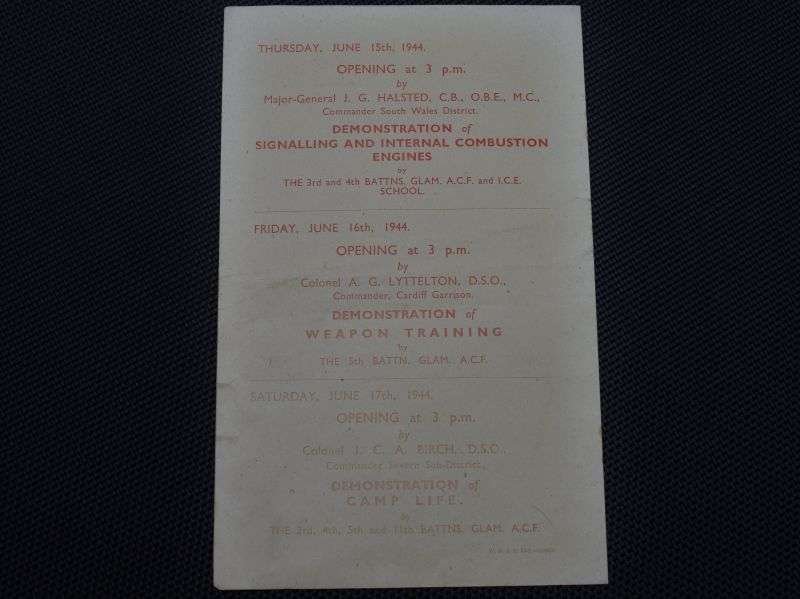 THURSDAY, JUNE 15th, 1944.
OPENING at 3 p.m.
by
Major-General J. G. HALSTED, C.B., O.B.E., M.C.,
Commander South Wales District.
DEMONSTRATION of
SIGNALLING AND INTERNAL COMBUSTION
ENGINES
by
THE 3rd and 4th BATTNS. GLAM. A.C.F. and I.C.E.
SCHOOL.
FRIDAY, JUNE 16th, 1944.
OPENING at 3 p.m.
by
Colonel A. G. LYTTELTON, D.S.O.,
Commander, Cardiff Garrison.
DEMONSTRATION of
WEAPON TRAINING
by
THE 5th BATTN. GLAM. A.C.F.
SATURDAY, JUNE 17th, 1944.
OPENING at 3 p.m.
by
Colonel J. C. A. BIRCH, D.S.O.,
Commander Severn Sub-District.
DEMONSTRATION of
CAMP LIFE.
by
THE 3rd, 4th, 5th and 11th BATTNS. GLAM. A.C.F.